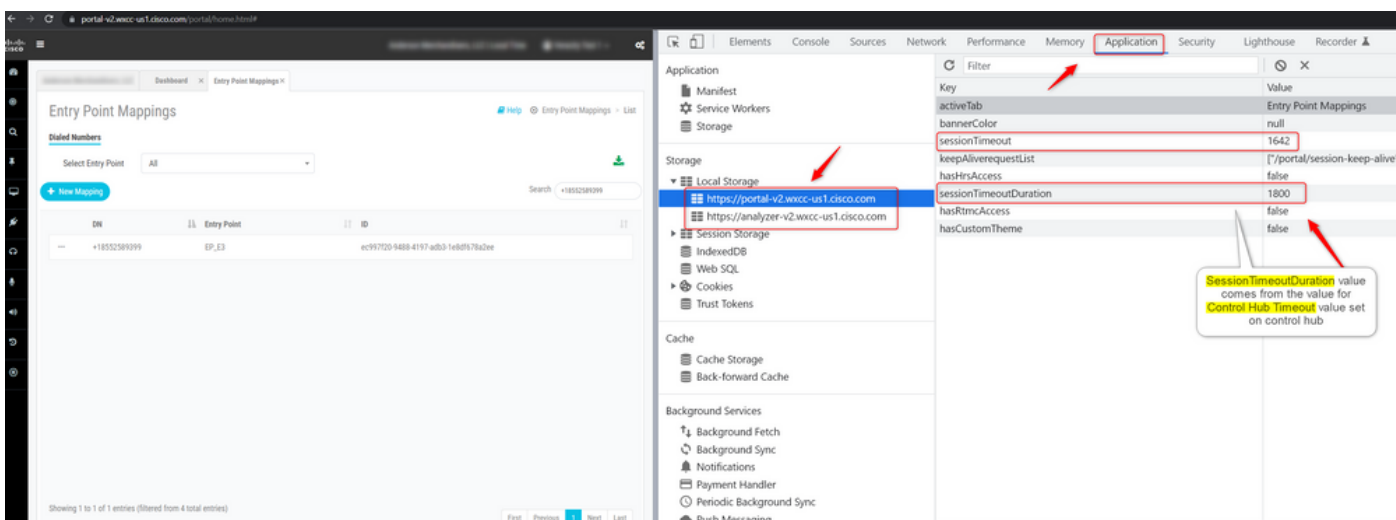 portal-v2.wxcc-us1.cisco.com/portal/home.html#
cisco
Dashboard × Entry Point Mappings ×
Entry Point Mappings
Help Entry Point Mappings > List
Dialed Numbers
Select Entry Point All
+ New Mapping
Search +18552589399
DN Entry Point ID
+18552589399 EP_E3 ec997f20-9488-4197-adb3-1e8df678a2ee
Showing 1 to 1 of 1 entries (filtered from 4 total entries)
First Previous 1 Next Last
Elements Console Sources Network Performance Memory Application Security Lighthouse Recorder
Application
Manifest
Service Workers
Storage
Storage
Local Storage
https://portal-v2.wxcc-us1.cisco.com
https://analyzer-v2.wxcc-us1.cisco.com
Session Storage
IndexedDB
Web SQL
Cookies
Trust Tokens
Cache
Cache Storage
Back-forward Cache
Background Services
Background Fetch
Background Sync
Notifications
Payment Handler
Periodic Background Sync
Push Messaging
Filter
Key Value
activeTab Entry Point Mappings
bannerColor null
sessionTimeout 1642
keepAliverequestList ["/portal/session-keep-alive
hasHrsAccess false
sessionTimeoutDuration 1800
hasRtmcAccess false
hasCustomTheme false
SessionTimeoutDuration value
comes from the value for
Control Hub Timeout value set
on control hub